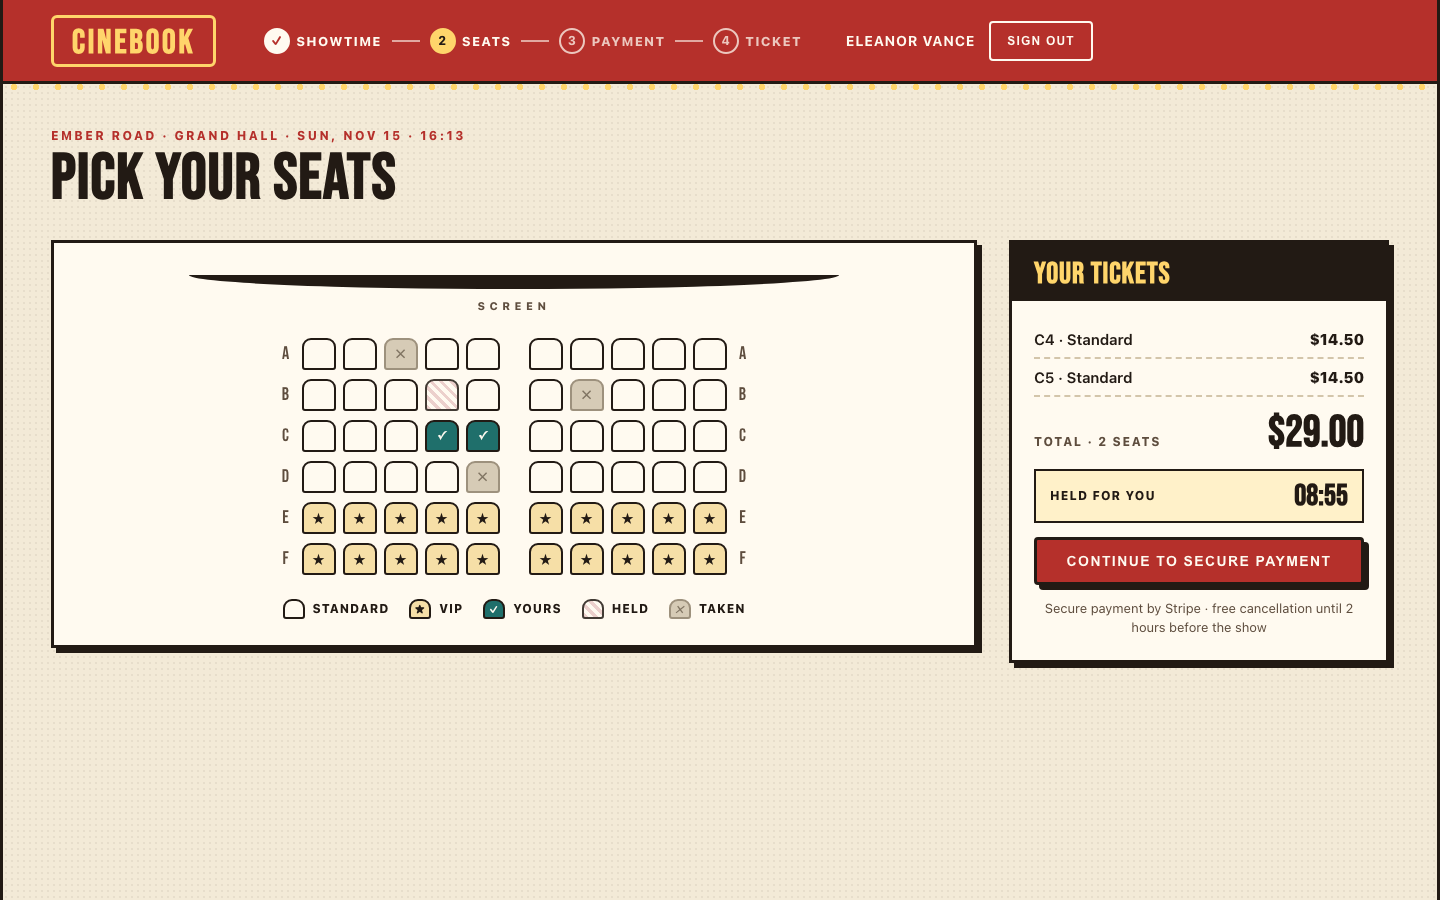 CINEBOOK
SHOWTIME
2 SEATS
3 PAYMENT
4 TICKET
ELEANOR VANCE
SIGN OUT
EMBER ROAD · GRAND HALL · SUN, NOV 15 · 16:13
PICK YOUR SEATS
SCREEN
A A
B B
C C
D D
E E
F F
STANDARD VIP YOURS HELD TAKEN
YOUR TICKETS
C4 · Standard $14.50
C5 · Standard $14.50
TOTAL · 2 SEATS $29.00
HELD FOR YOU 08:55
CONTINUE TO SECURE PAYMENT
Secure payment by Stripe · free cancellation until 2
hours before the show